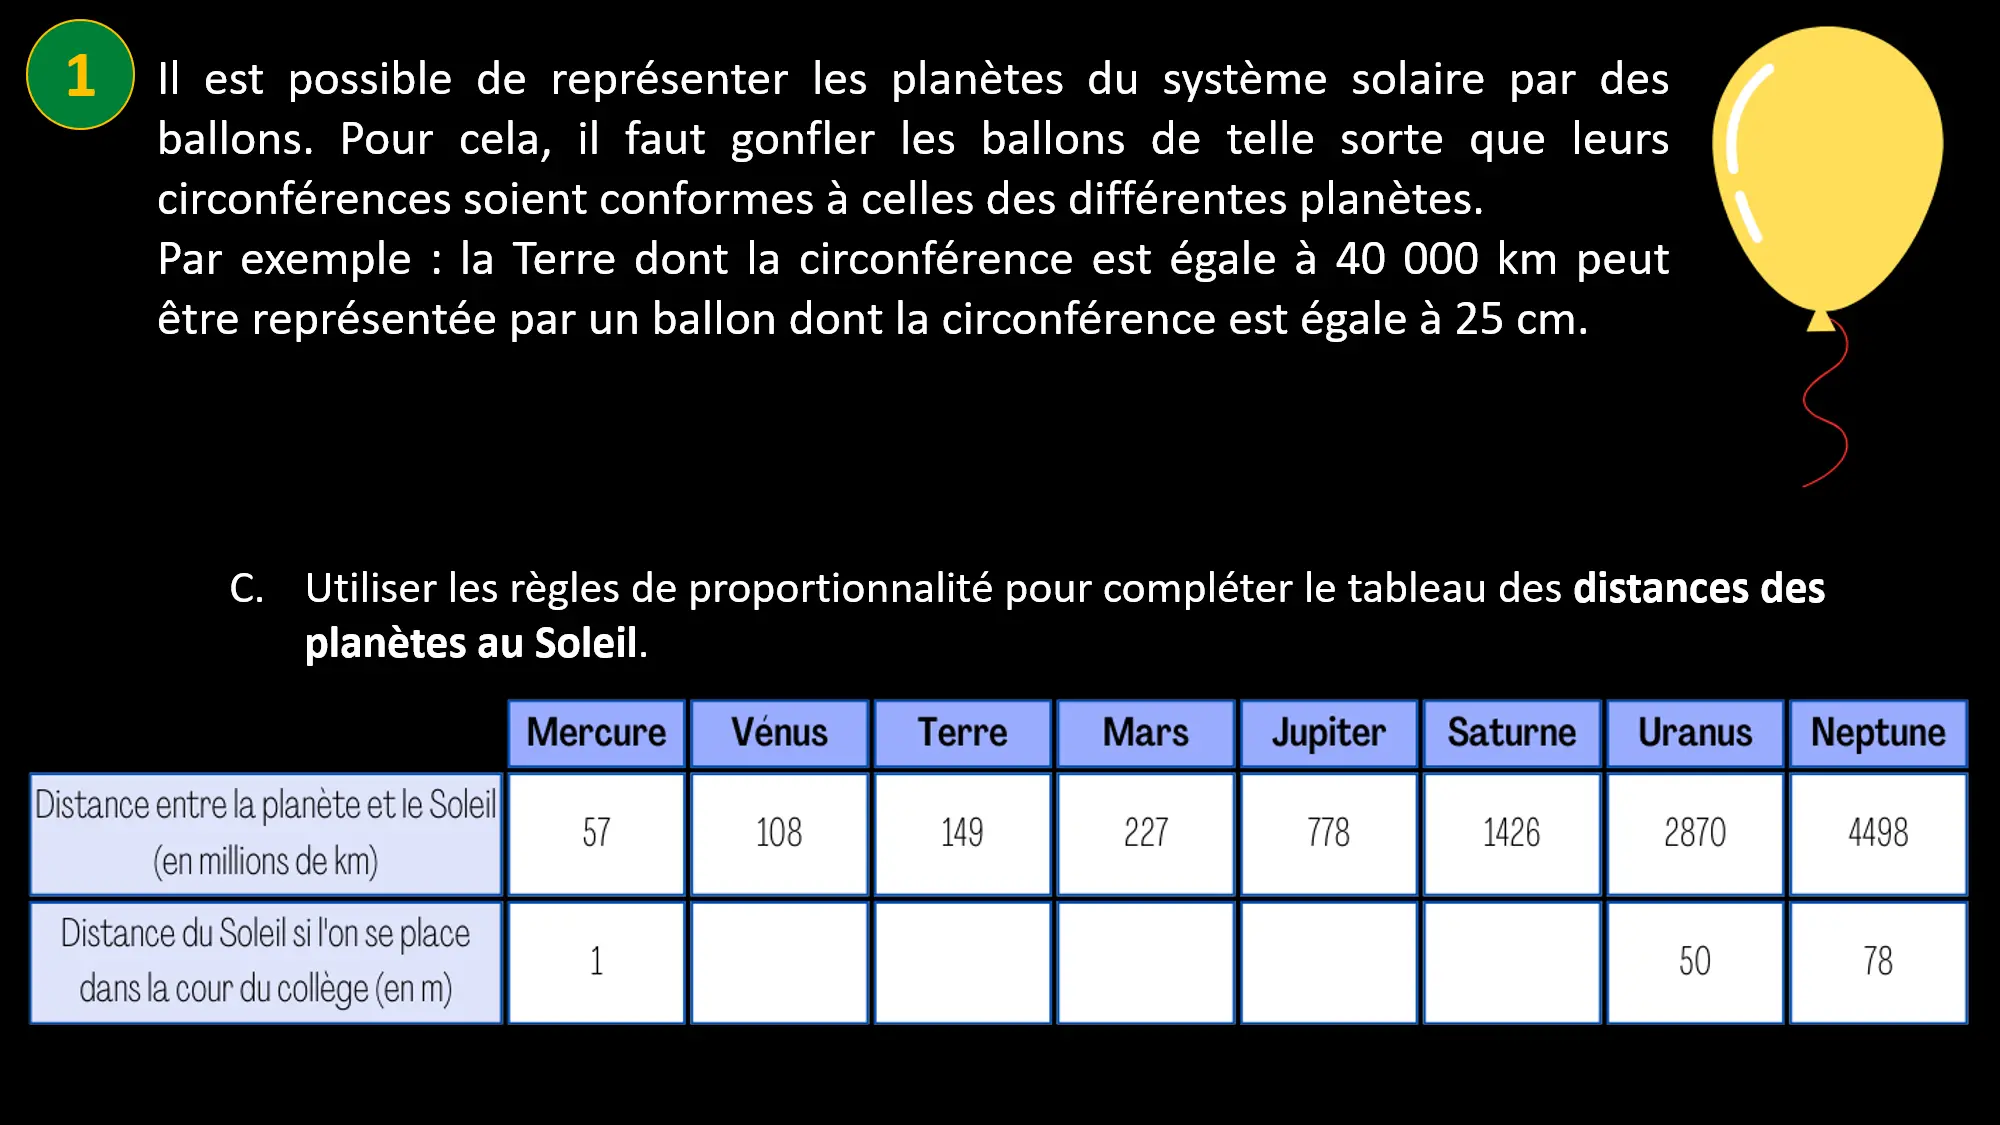 1
Il est possible de représenter les planètes du système solaire par des
ballons. Pour cela, il faut gonfler les ballons de telle sorte que leurs
circonférences soient conformes à celles des différentes planètes.
Par exemple : la Terre dont la circonférence est égale à 40 000 km peut
être représentée par un ballon dont la circonférence est égale à 25 cm.
C. Utiliser les règles de proportionnalité pour compléter le tableau des distances des
planètes au Soleil.
Mercure Vénus Terre Mars Jupiter Saturne Uranus Neptune
Distance entre la planète et le Soleil
(en millions de km)
57 108 149 227 778 1426 2870 4498
Distance du Soleil si l'on se place
dans la cour du collège (en m)
1 50 78